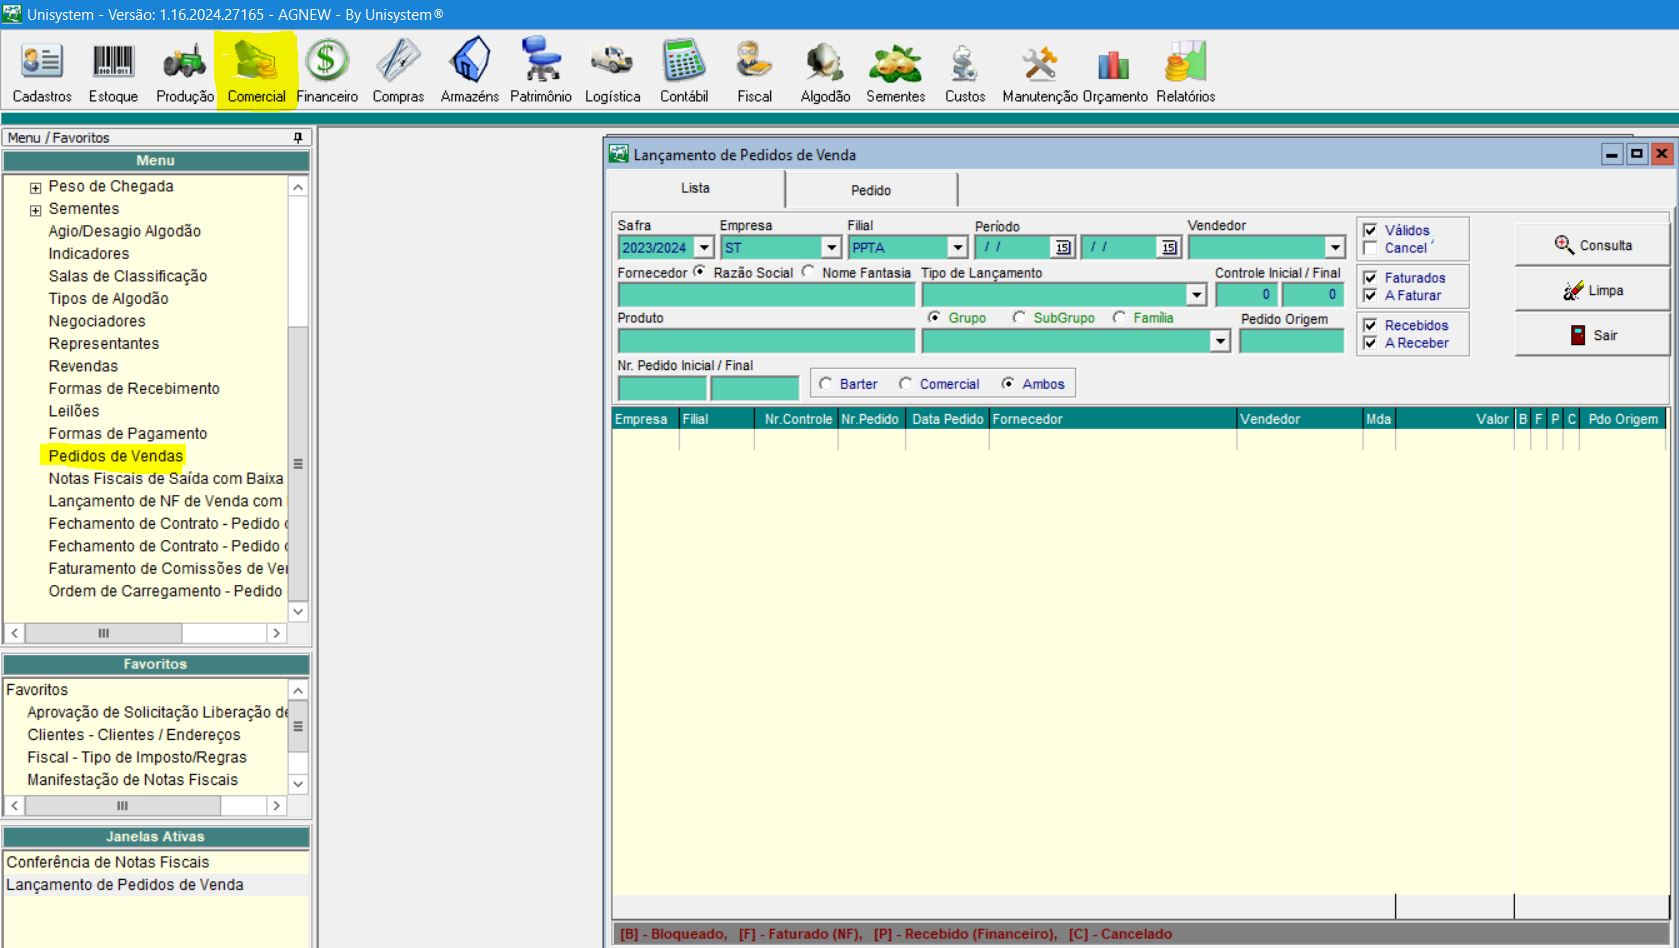 Unisystem - Versão: 1.16.2024.27165 - AGNEW - By Unisystem®
Cadastros Estoque Produção Comercial Financeiro Compras Armazéns Patrimônio Logística Contábil Fiscal Algodão Sementes Custos Manutenção Orçamento Relatórios
Menu / Favoritos
Menu
Peso de Chegada
Sementes
Agio/Desagio Algodão
Indicadores
Salas de Classificação
Tipos de Algodão
Negociadores
Representantes
Revendas
Formas de Recebimento
Leilões
Formas de Pagamento
Pedidos de Vendas
Notas Fiscais de Saída com Baixa
Lançamento de NF de Venda com
Fechamento de Contrato - Pedido
Fechamento de Contrato - Pedido
Faturamento de Comissões de Ve
Ordem de Carregamento - Pedido
Favoritos
Favoritos
Aprovação de Solicitação Liberação de
Clientes - Clientes / Endereços
Fiscal - Tipo de Imposto/Regras
Manifestação de Notas Fiscais
Janelas Ativas
Conferência de Notas Fiscais
Lançamento de Pedidos de Venda
Lançamento de Pedidos de Venda
Lista Pedido
Safra Empresa Filial Período Vendedor
2023/2024 ST PPTA / / 15 / / 15
Fornecedor Razão Social Nome Fantasia Tipo de Lançamento Controle Inicial / Final
0 0
Produto Grupo SubGrupo Família Pedido Origem
Nr. Pedido Inicial / Final
Barter Comercial Ambos
Válidos
Cancel
Faturados
A Faturar
Recebidos
A Receber
Consulta
Limpa
Sair
Empresa Filial Nr.Controle Nr.Pedido Data Pedido Fornecedor Vendedor Mda Valor B F P C Pdo Origem
[B] - Bloqueado, [F] - Faturado (NF), [P] - Recebido (Financeiro), [C] - Cancelado